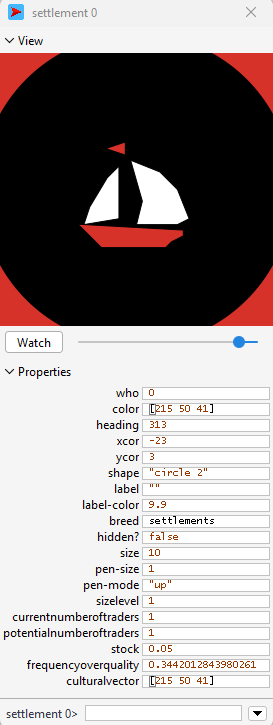 settlement 0
View
Watch
Properties
who 0
color [215 50 41]
heading 313
xcor -23
ycor 3
shape "circle 2"
label ""
label-color 9.9
breed settlements
hidden? false
size 10
pen-size 1
pen-mode "up"
sizelevel 1
currentnumberoftraders 1
potentialnumberoftraders 1
stock 0.05
frequencyoverquality 0.3442012843980261
culturalvector [215 50 41]
settlement 0>